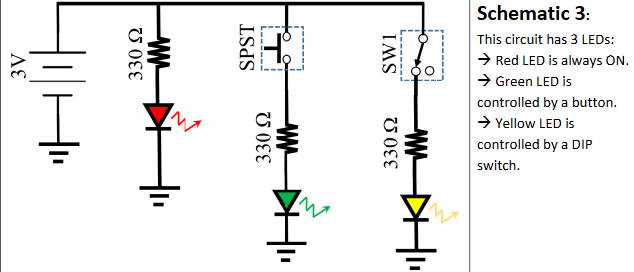 3V
330 Ω
SPST
330 Ω
SW1
330 Ω
Schematic 3:
This circuit has 3 LEDs:
→ Red LED is always ON.
→ Green LED is
controlled by a button.
→ Yellow LED is
controlled by a DIP
switch.